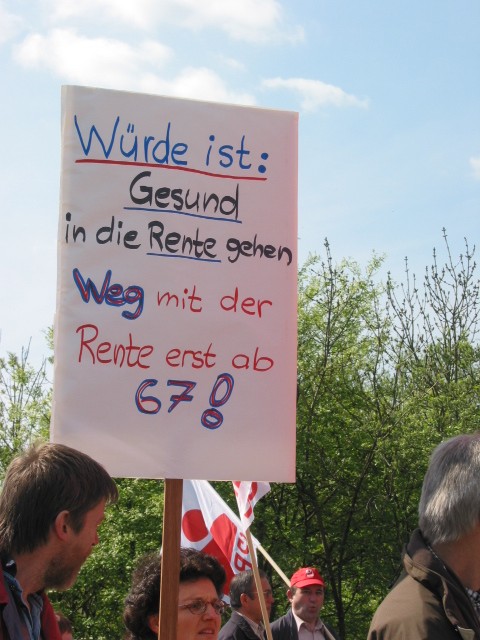 Würde ist:
Gesund
in die Rente gehen
Weg mit der
Rente erst ab
67!